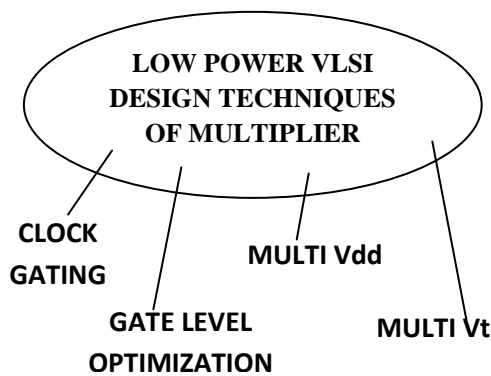 LOW POWER VLSI
DESIGN TECHNIQUES
OF MULTIPLIER
CLOCK
GATING
GATE LEVEL
OPTIMIZATION
MULTI Vdd
MULTI Vt